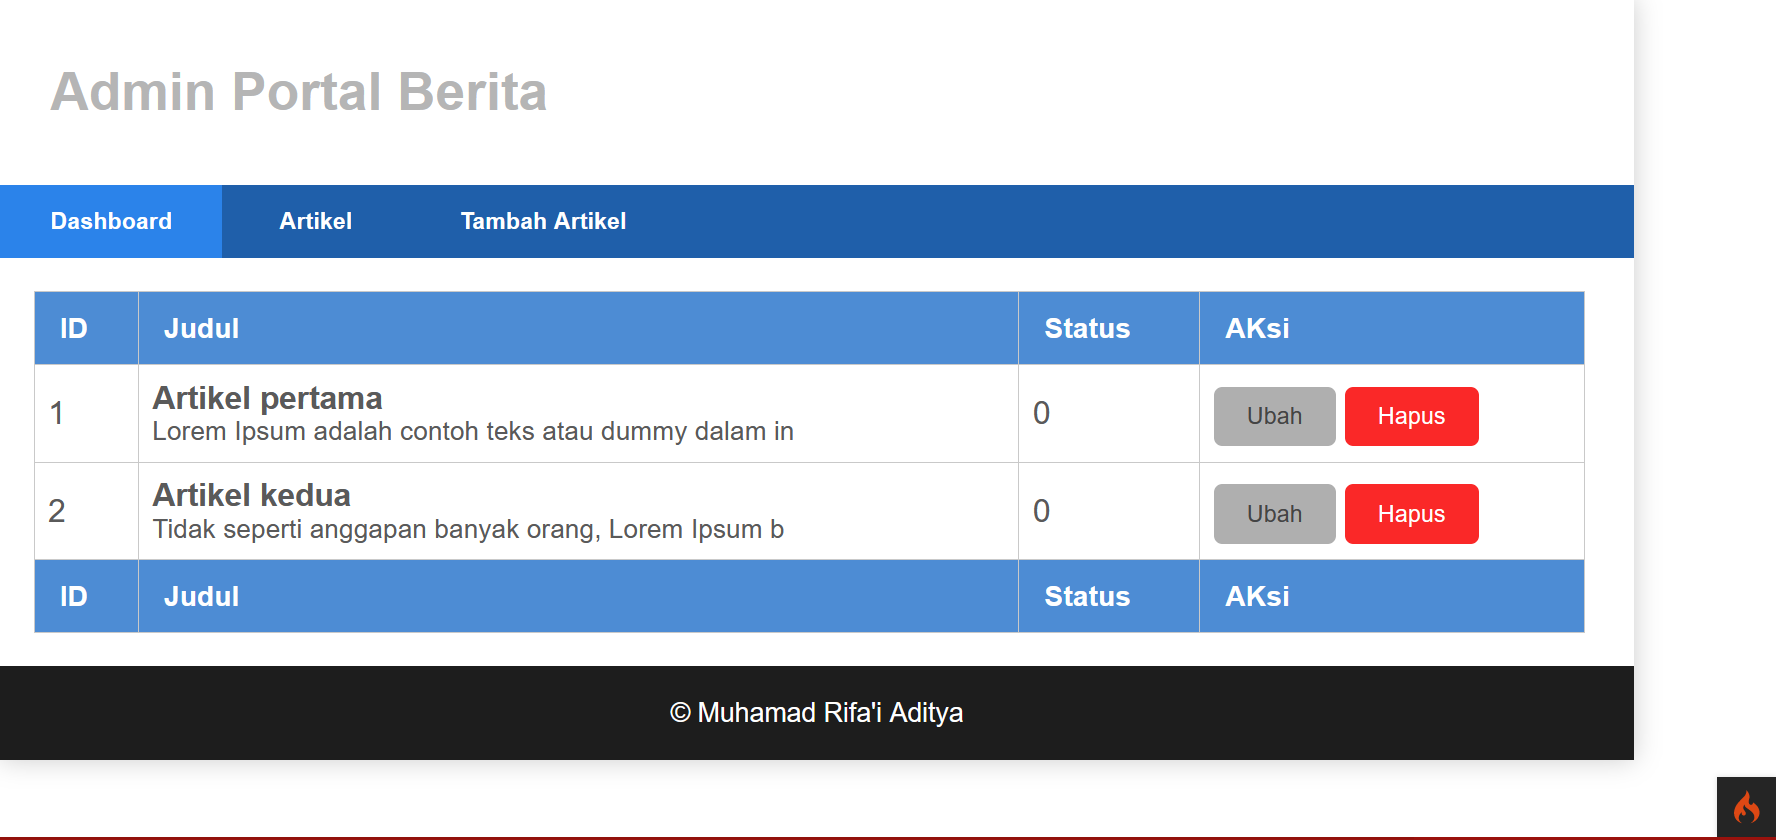 Admin Portal Berita
Dashboard Artikel Tambah Artikel
ID Judul Status AKsi
1 Artikel pertama 0 Ubah Hapus
Lorem Ipsum adalah contoh teks atau dummy dalam in
2 Artikel kedua 0 Ubah Hapus
Tidak seperti anggapan banyak orang, Lorem Ipsum b
ID Judul Status AKsi
© Muhamad Rifa'i Aditya